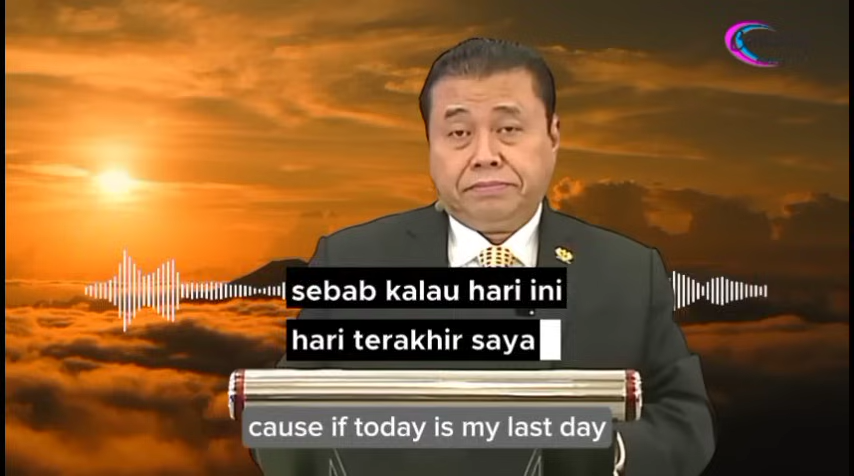 sebab kalau hari ini
hari terakhir saya
cause if today is my last day